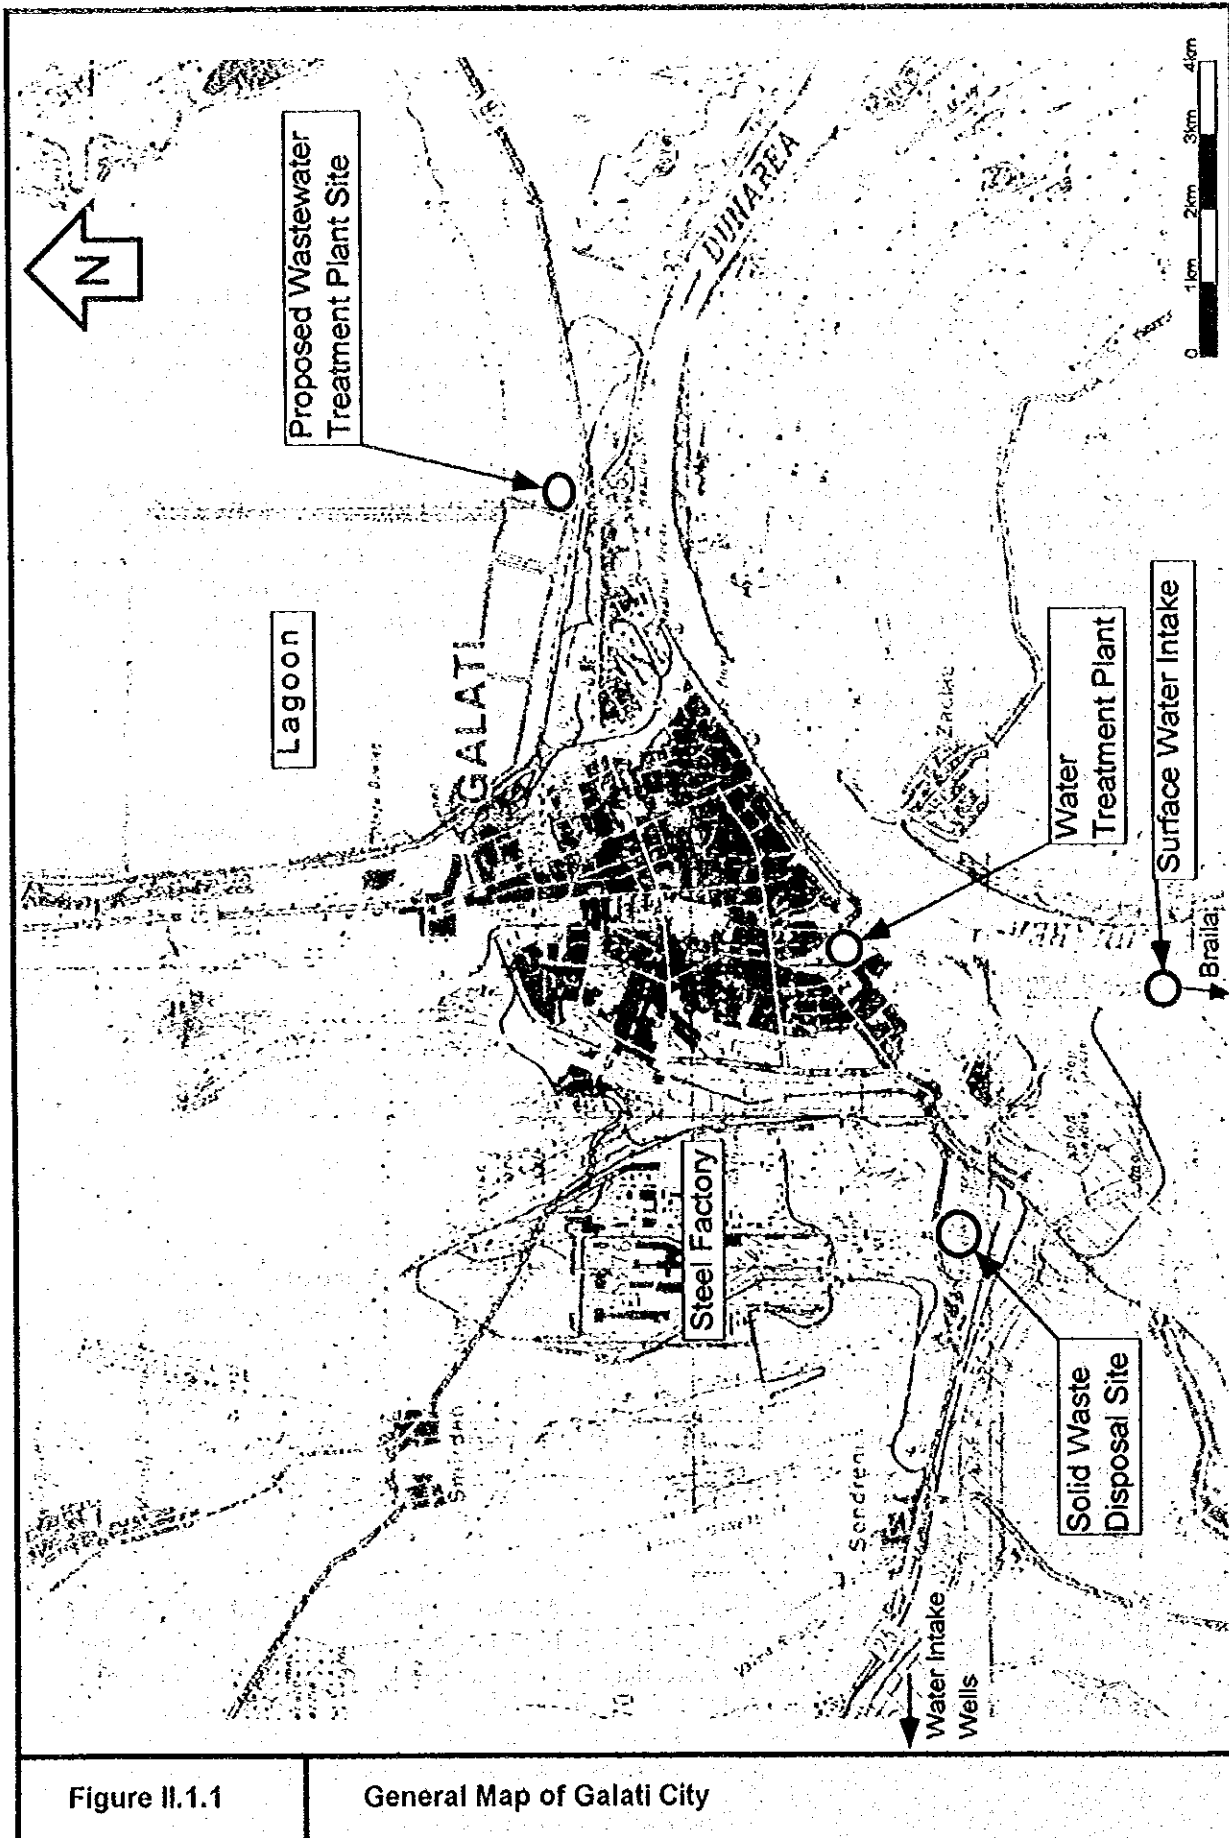 N
Proposed Wastewater
Treatment Plant Site
Lagoon
GALATI
DUNAREA
Steel Factory
Smirdan
Zaclike
Sendreni
Water
Treatment Plant
Surface Water Intake
Braila
Solid Waste
Disposal Site
Water Intake
Wells
25
0
1km
2km
3km
4km
Figure II.1.1
General Map of Galati City